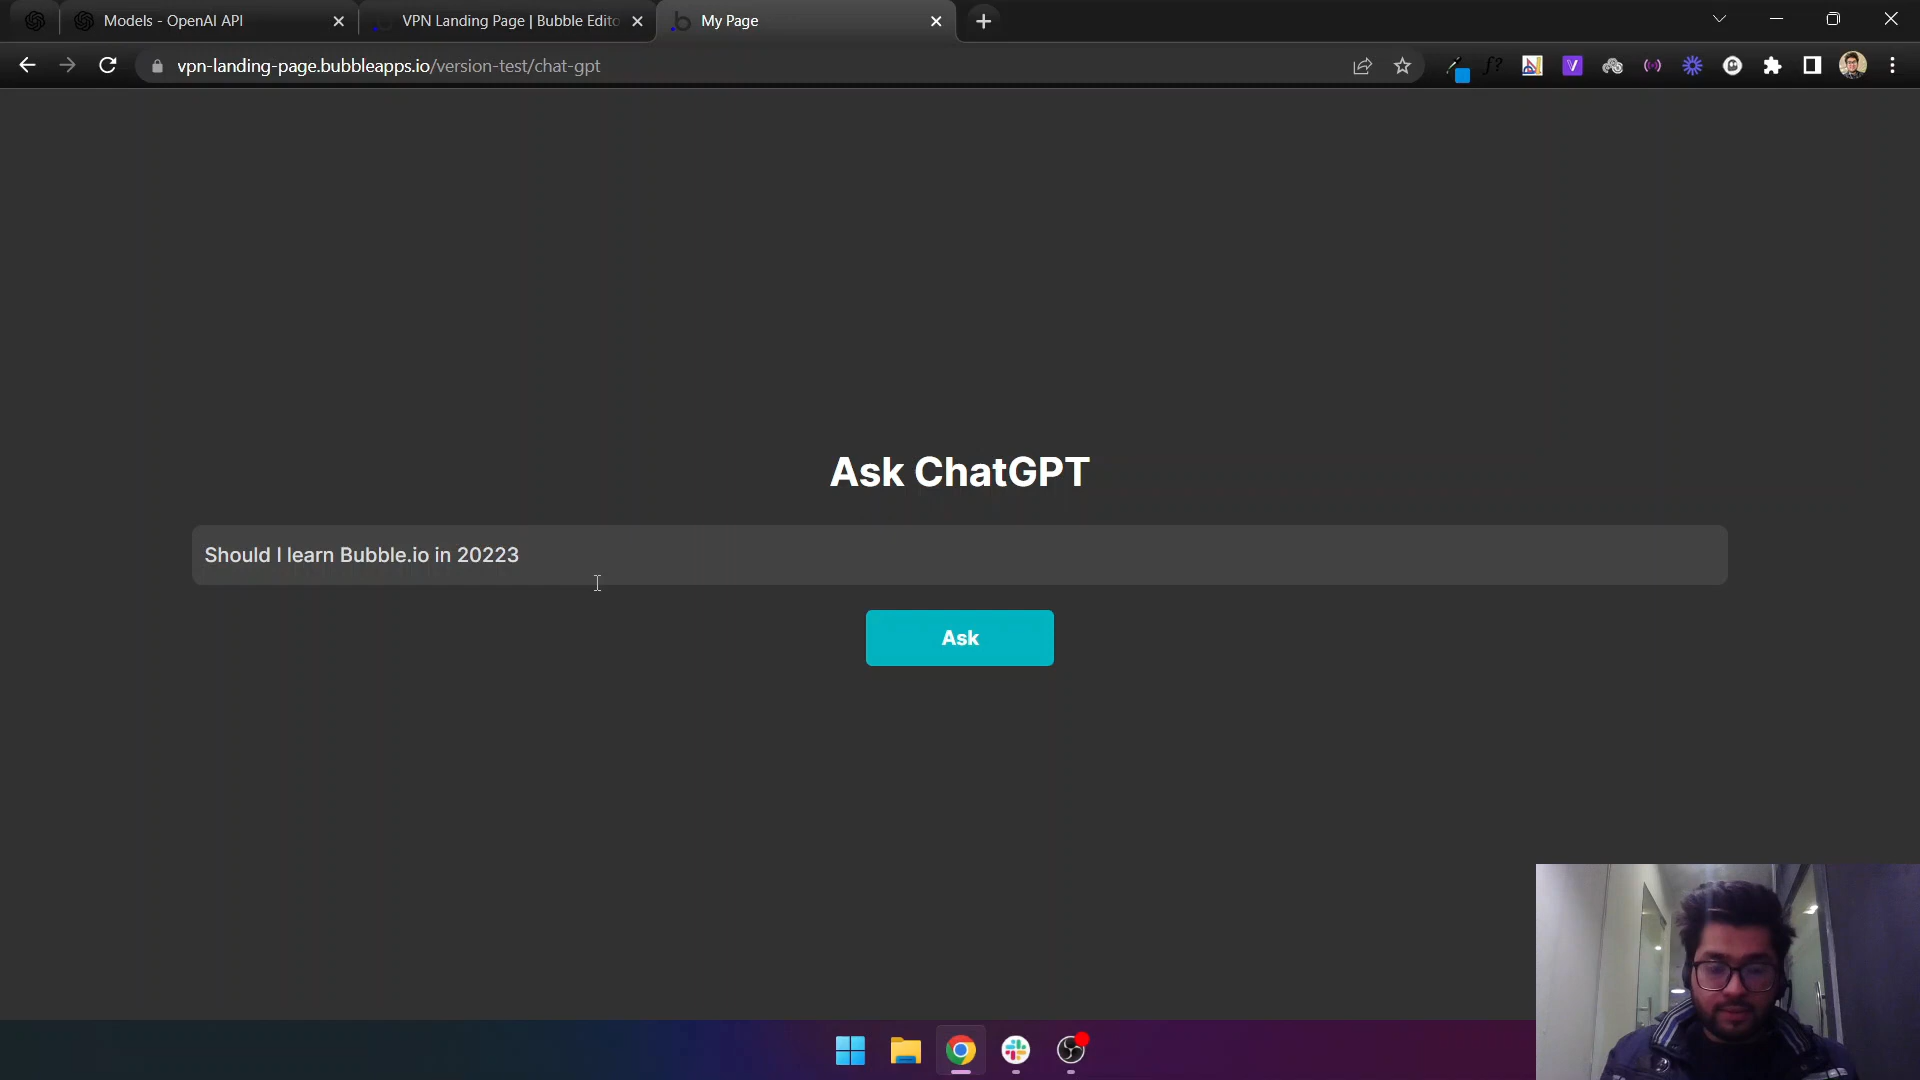 Models - OpenAI API
VPN Landing Page | Bubble Edito
My Page
vpn-landing-page.bubbleapps.io/version-test/chat-gpt
f?
V
Ask ChatGPT
Should I learn Bubble.io in 20223
Ask